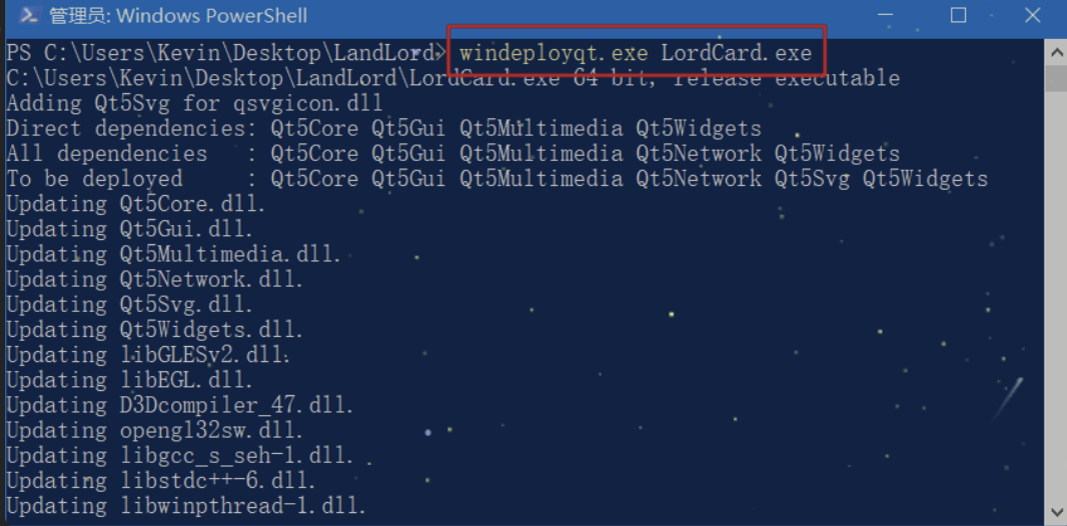 管理员: Windows PowerShell
PS C:\Users\Kevin\Desktop\LandLord> windeployqt.exe LordCard.exe
C:\Users\Kevin\Desktop\LandLord\LordCard.exe 64 bit, release executable
Adding Qt5Svg for qsvgicon.dll
Direct dependencies: Qt5Core Qt5Gui Qt5Multimedia Qt5Widgets
All dependencies   : Qt5Core Qt5Gui Qt5Multimedia Qt5Network Qt5Widgets
To be deployed     : Qt5Core Qt5Gui Qt5Multimedia Qt5Network Qt5Svg Qt5Widgets
Updating Qt5Core.dll.
Updating Qt5Gui.dll.
Updating Qt5Multimedia.dll.
Updating Qt5Network.dll.
Updating Qt5Svg.dll.
Updating Qt5Widgets.dll.
Updating libGLESv2.dll.
Updating libEGL.dll.
Updating D3Dcompiler_47.dll.
Updating opengl32sw.dll.
Updating libgcc_s_seh-1.dll.
Updating libstdc++-6.dll.
Updating libwinpthread-1.dll.